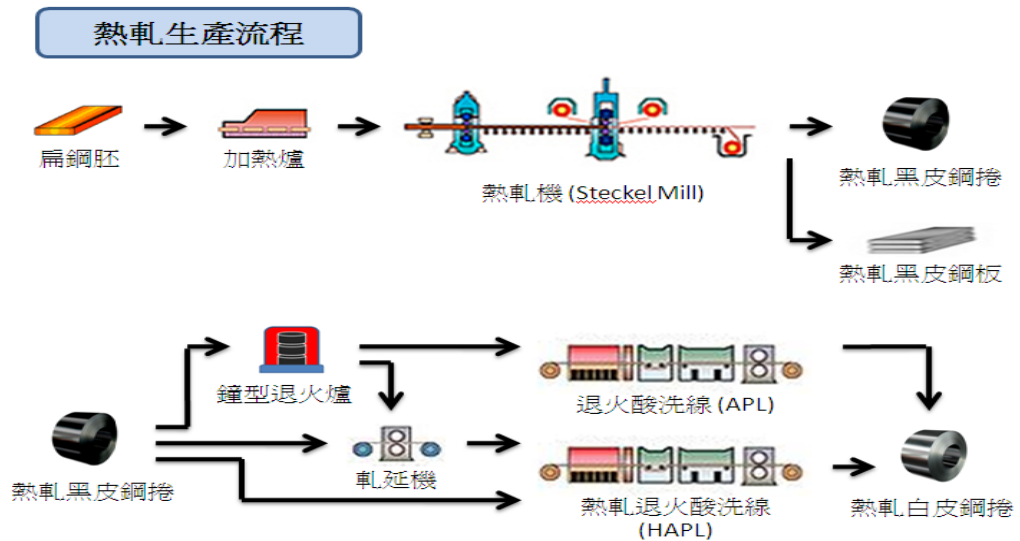 熱軋生產流程
扁鋼胚
加熱爐
熱軋機 (Steckel Mill)
熱軋黑皮鋼捲
熱軋黑皮鋼板
鐘型退火爐
退火酸洗線 (APL)
熱軋黑皮鋼捲
軋延機
熱軋退火酸洗線
(HAPL)
熱軋白皮鋼捲